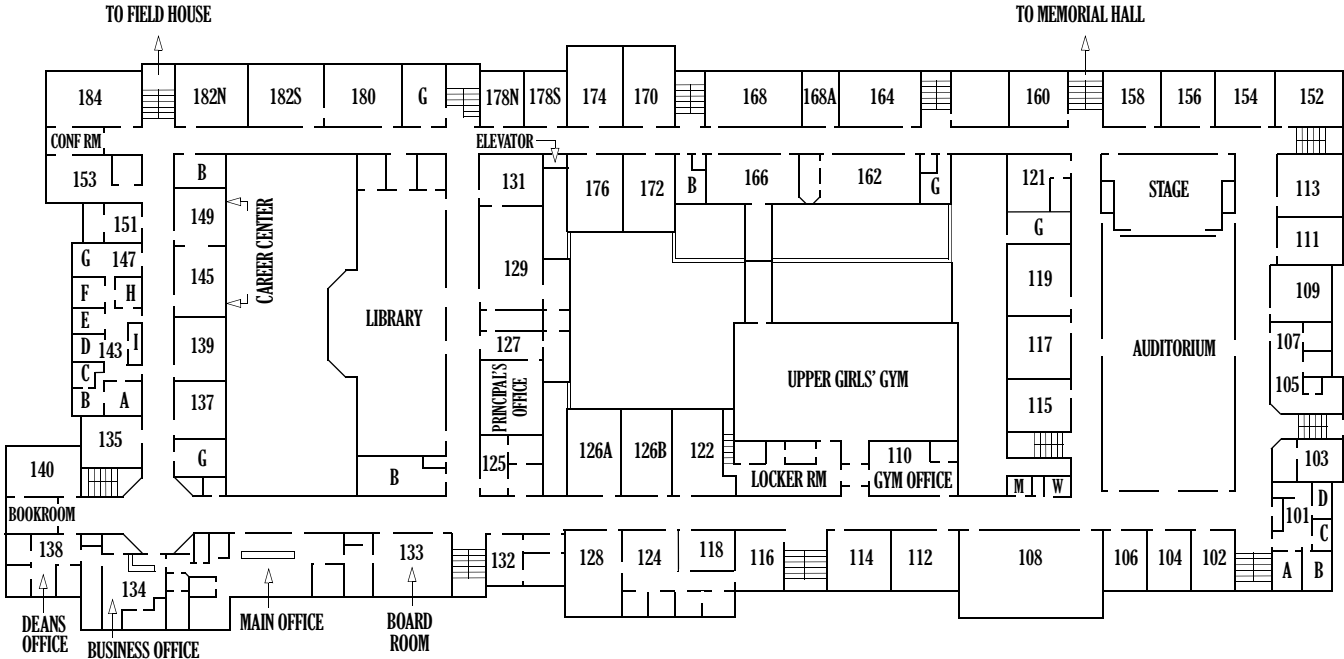 TO FIELD HOUSE
TO MEMORIAL HALL
184
182N
182S
180
G
178N
178S
174
170
168
168A
164
160
158
156
154
152
CONF RM
ELEVATOR
153
B
131
176
172
B
166
162
G
121
STAGE
113
151
149
G
111
G
147
145
CAREER CENTER
129
119
109
F
H
E
LIBRARY
D
143
I
139
127
117
AUDITORIUM
107
C
UPPER GIRLS' GYM
105
B
A
137
PRINCIPAL'S
OFFICE
115
135
G
126A
126B
122
110
103
140
B
125
LOCKER RM
GYM OFFICE
M
W
BOOKROOM
D
101
C
138
133
132
128
124
118
116
114
112
108
106
104
102
A
B
134
DEANS
OFFICE
BUSINESS OFFICE
MAIN OFFICE
BOARD
ROOM